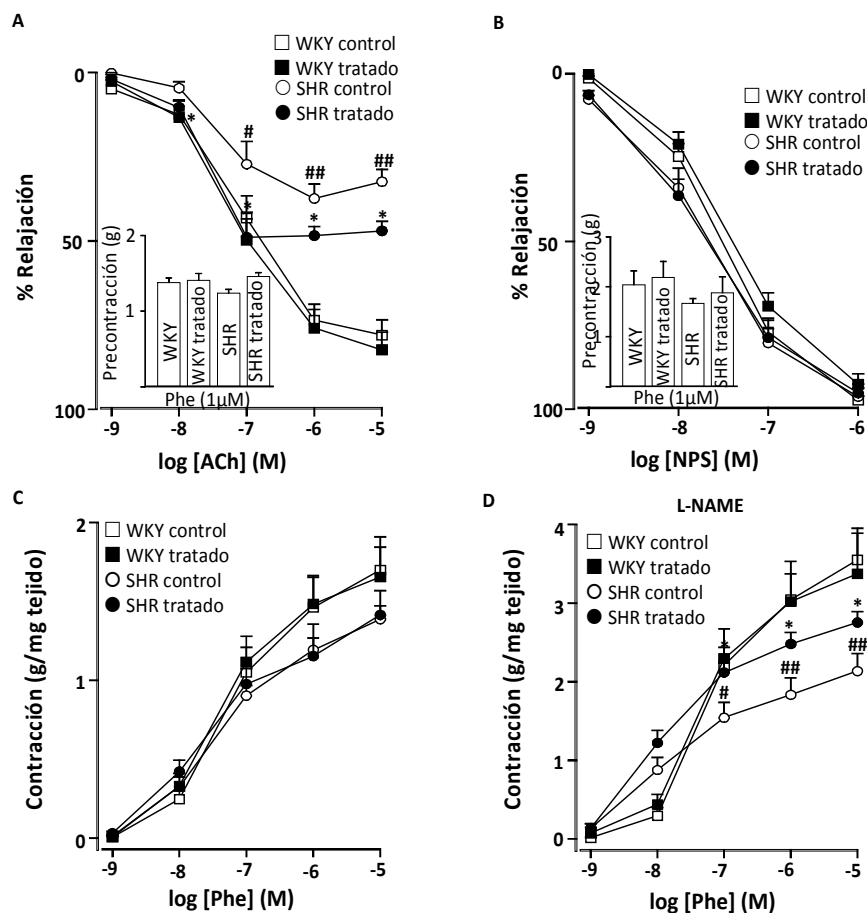 A
WKY control
WKY tratado
SHR control
SHR tratado
0
50
100
% Relajación
*
#
##
##
*
*
*
Precontracción (g)
2
1
WKY
WKY tratado
SHR
SHR tratado
Phe (1µM)
-9
-8
-7
-6
-5
log [ACh] (M)
B
WKY control
WKY tratado
SHR control
SHR tratado
0
50
100
% Relajación
Precontracción (g)
3
2
1
WKY
WKY tratado
SHR
SHR tratado
Phe (1µM)
-9
-8
-7
-6
log [NPS] (M)
C
WKY control
WKY tratado
SHR control
SHR tratado
2
1
0
Contracción (g/mg tejido)
-9
-8
-7
-6
-5
log [Phe] (M)
D
L-NAME
WKY control
WKY tratado
SHR control
SHR tratado
4
3
2
1
0
Contracción (g/mg tejido)
*
*
*
#
##
##
-9
-8
-7
-6
-5
log [Phe] (M)